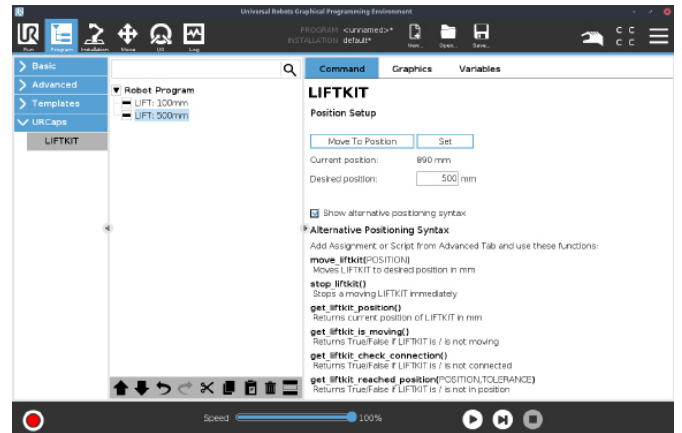 Universal Robots Graphical Programming Environment
UR
Run Program Installation Move I/O Log
PROGRAM <unnamed>*
INSTALLATION default*
New... Open... Save...
C C
C C
Basic
Advanced
Templates
URCaps
LIFTKIT
Robot Program
LIFT: 100mm
LIFT: 500mm
Command Graphics Variables
LIFTKIT
Position Setup
Move To Position Set
Current position: 890 mm
Desired position: 500 mm
Show alternative positioning syntax
Alternative Positioning Syntax
Add Assignment or Script from Advanced Tab and use these functions:
move_liftkit(POSITION)
Moves LIFTKIT to desired position in mm
stop_liftkit()
Stops a moving LIFTKIT immediately
get_liftkit_position()
Returns current position of LIFTKIT in mm
get_liftkit_is_moving()
Returns True/False if LIFTKIT is / is not moving
get_liftkit_check_connection()
Returns True/False if LIFTKIT is / is not connected
get_liftkit_reached_position(POSITION,TOLERANCE)
Returns True/False if LIFTKIT is / is not in position
Speed 100%